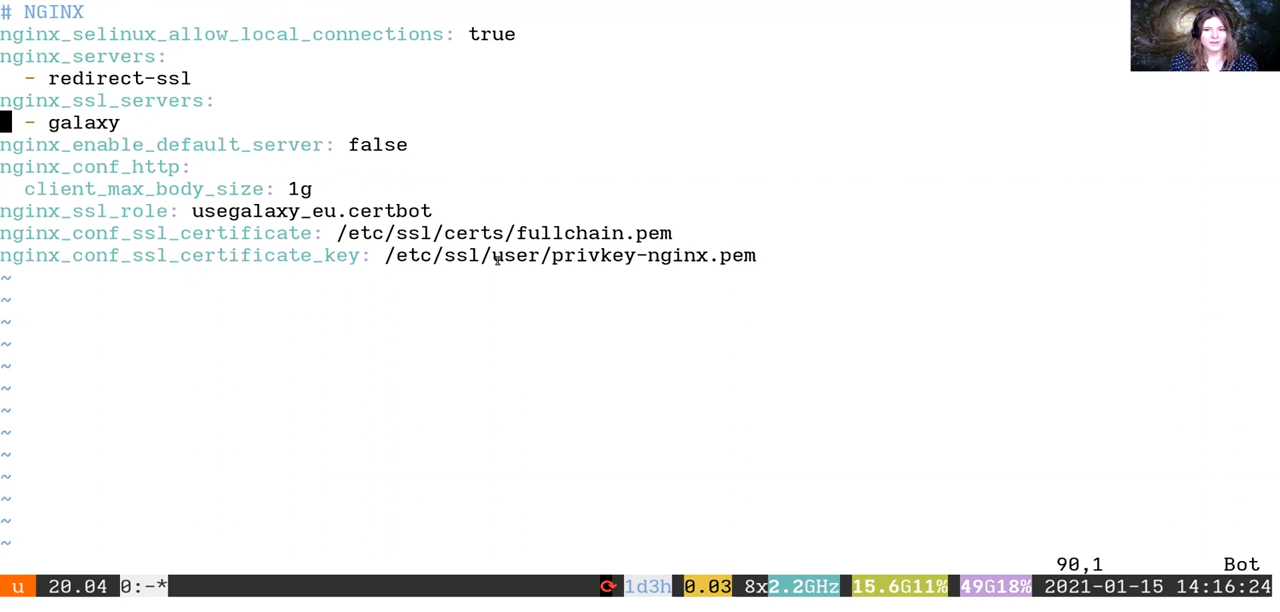 # NGINX
nginx_selinux_allow_local_connections: true
nginx_servers:
  - redirect-ssl
nginx_ssl_servers:
  - galaxy
nginx_enable_default_server: false
nginx_conf_http:
  client_max_body_size: 1g
nginx_ssl_role: usegalaxy_eu.certbot
nginx_conf_ssl_certificate: /etc/ssl/certs/fullchain.pem
nginx_conf_ssl_certificate_key: /etc/ssl/user/privkey-nginx.pem
~
~
~
~
~
~
~
~
~
~
~
~
~
90,1 Bot
u 20.04 0:-* 1d3h 0.03 8x2.2GHz 15.6G11% 49G18% 2021-01-15 14:16:24